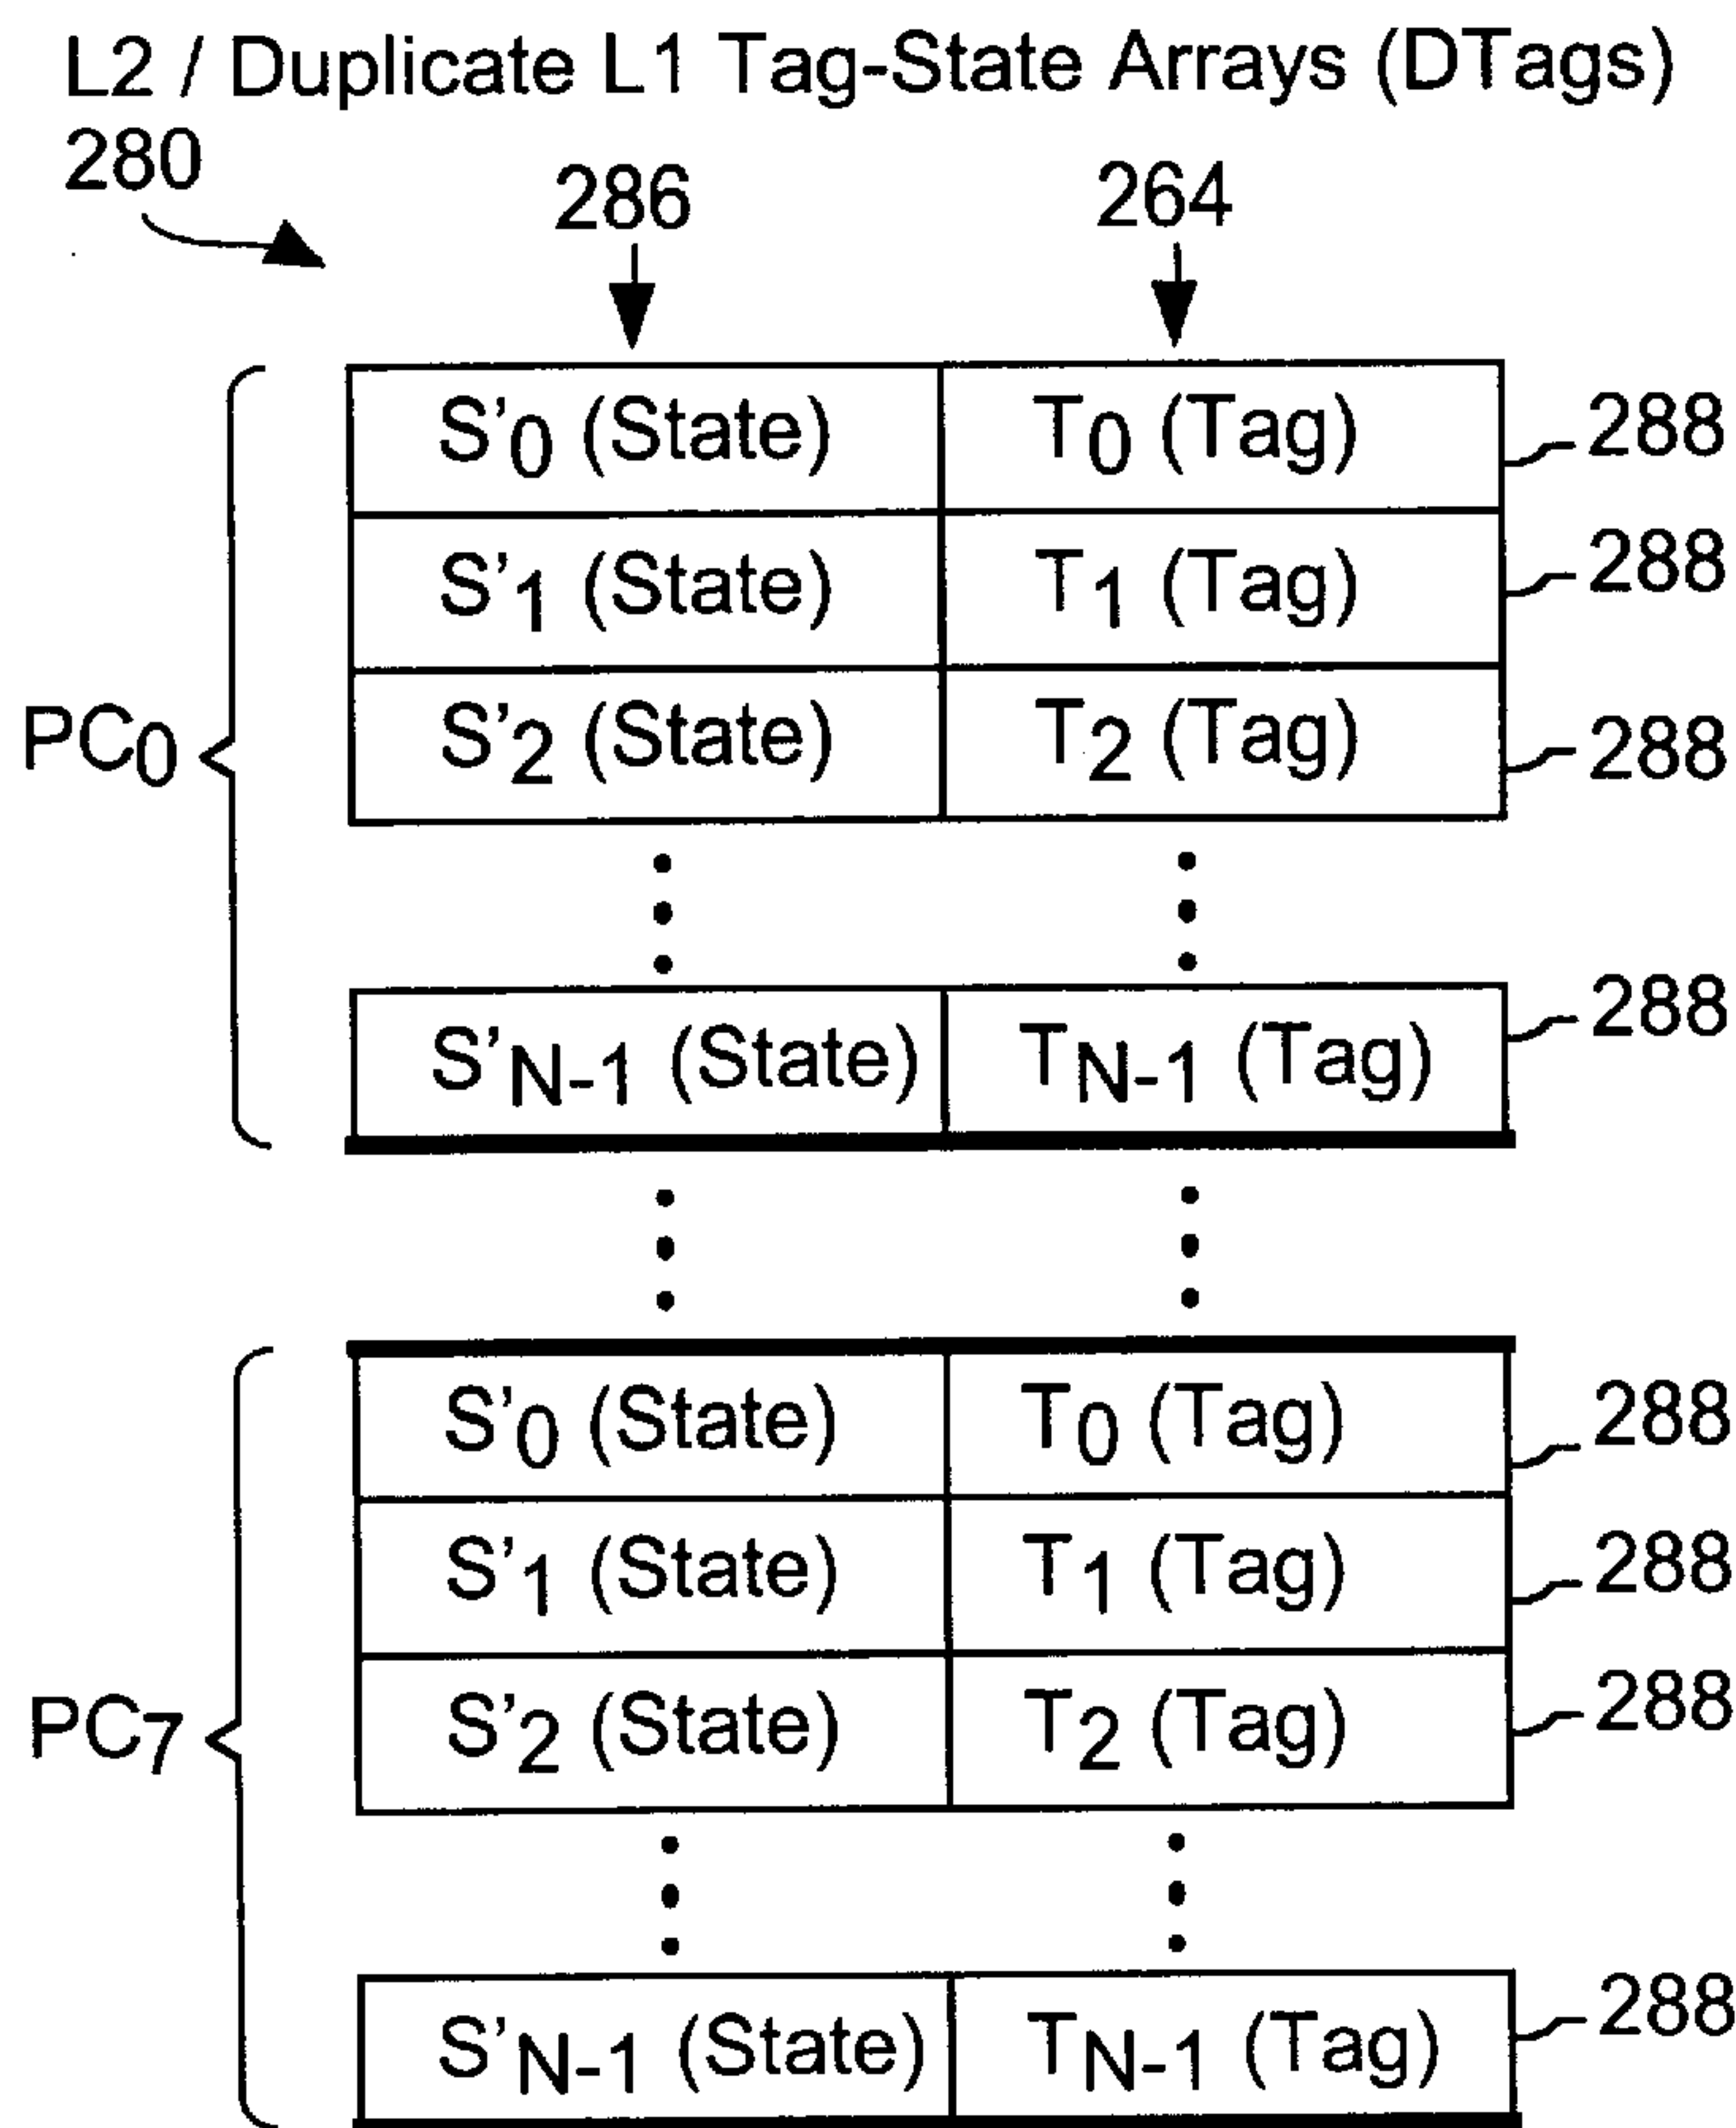 L2 / Duplicate L1 Tag-State Arrays (DTags)
280
286 264
S'0 (State) T0 (Tag) 288
S'1 (State) T1 (Tag) 288
PC0 S'2 (State) T2 (Tag) 288
S'N-1 (State) TN-1 (Tag) 288
S'0 (State) T0 (Tag) 288
S'1 (State) T1 (Tag) 288
PC7 S'2 (State) T2 (Tag) 288
S'N-1 (State) TN-1 (Tag) 288